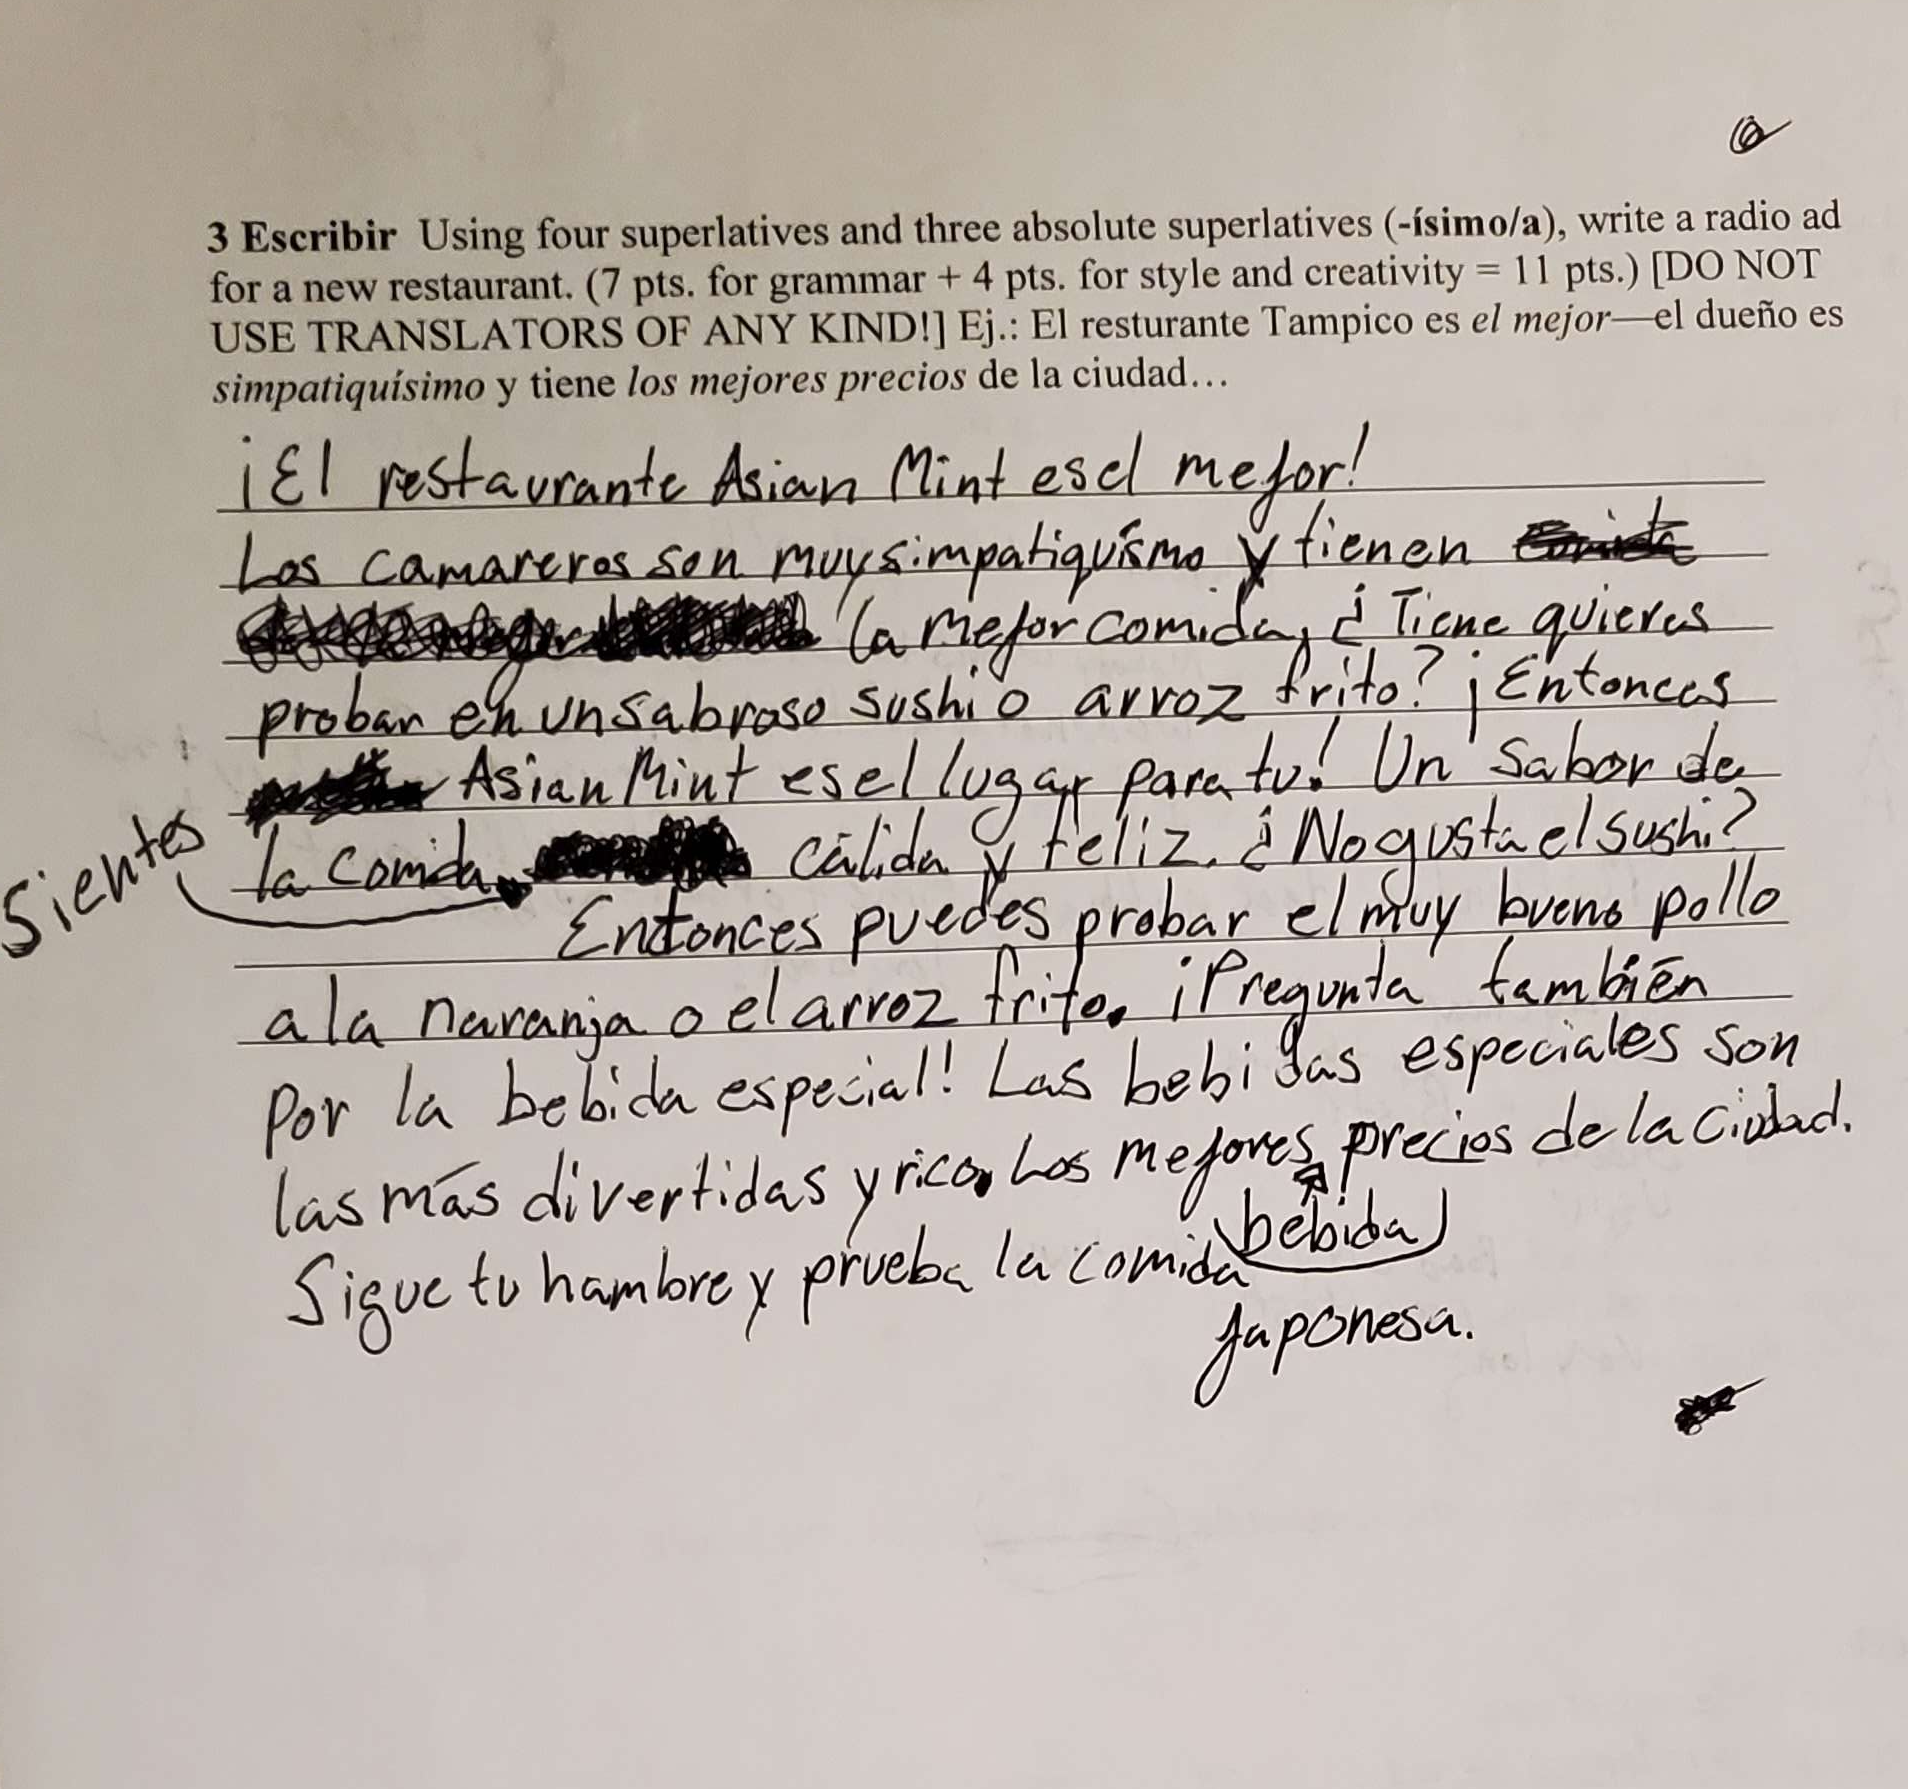 3 Escribir Using four superlatives and three absolute superlatives (-ísimo/a), write a radio ad
for a new restaurant. (7 pts. for grammar + 4 pts. for style and creativity = 11 pts.) [DO NOT
USE TRANSLATORS OF ANY KIND!] Ej.: El resturante Tampico es el mejor—el dueño es
simpatiquísimo y tiene los mejores precios de la ciudad...
¡El restaurante Asian Mint es el mejor!
Los camareros son muy simpatiquísmo y tienen
la mejor comida, ¿Tiene quieres
probar en un sabroso sushi o arroz frito? ¡Entonces
Asian Mint es el lugar para tu! Un sabor de
Sientes
la comida cálida y feliz. ¿No gusta el sushi?
Entonces puedes probar el muy bueno pollo
a la naranja o el arroz frito. ¡Pregunta también
por la bebida especial! Las bebidas especiales son
las más divertidas y rico. Los mejores precios de la ciudad.
bebida
Sigue tu hambre y prueba la comida
japonesa.